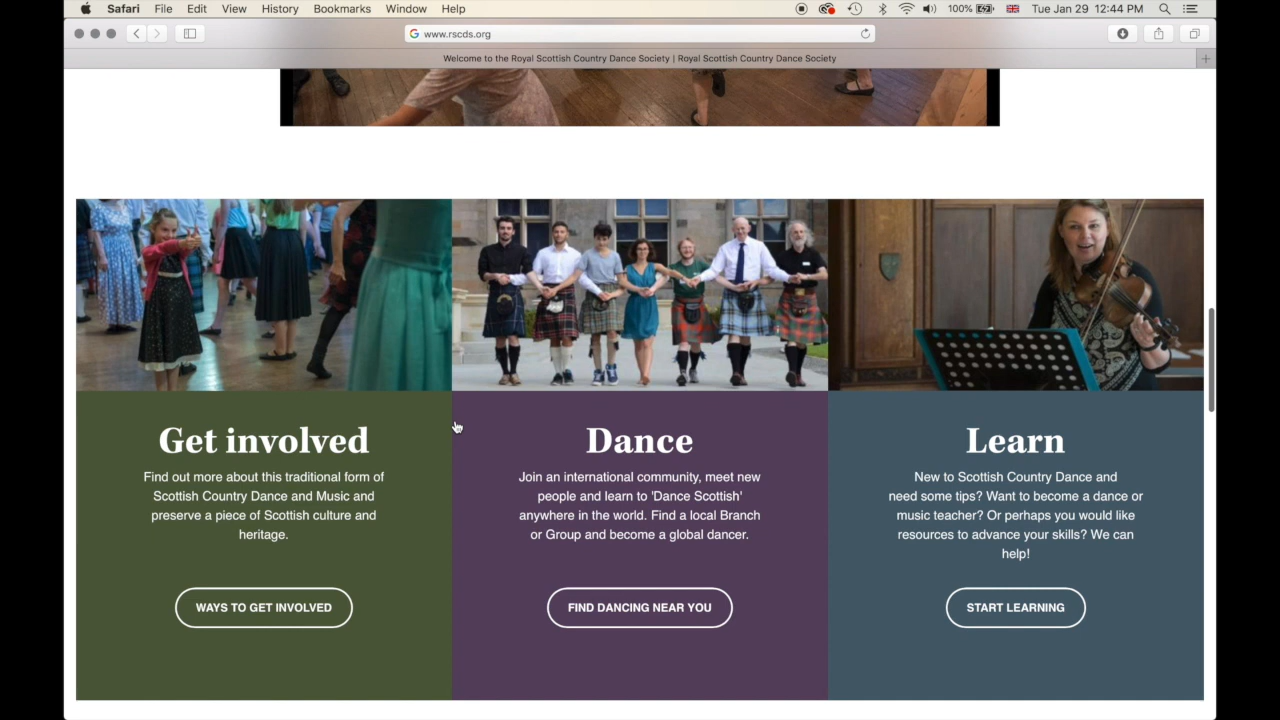 Safari File Edit View History Bookmarks Window Help 100% Tue Jan 29 12:44 PM
www.rscds.org
Welcome to the Royal Scottish Country Dance Society | Royal Scottish Country Dance Society
Get involved
Find out more about this traditional form of
Scottish Country Dance and Music and
preserve a piece of Scottish culture and
heritage.
WAYS TO GET INVOLVED
Dance
Join an international community, meet new
people and learn to 'Dance Scottish'
anywhere in the world. Find a local Branch
or Group and become a global dancer.
FIND DANCING NEAR YOU
Learn
New to Scottish Country Dance and
need some tips? Want to become a dance or
music teacher? Or perhaps you would like
resources to advance your skills? We can
help!
START LEARNING